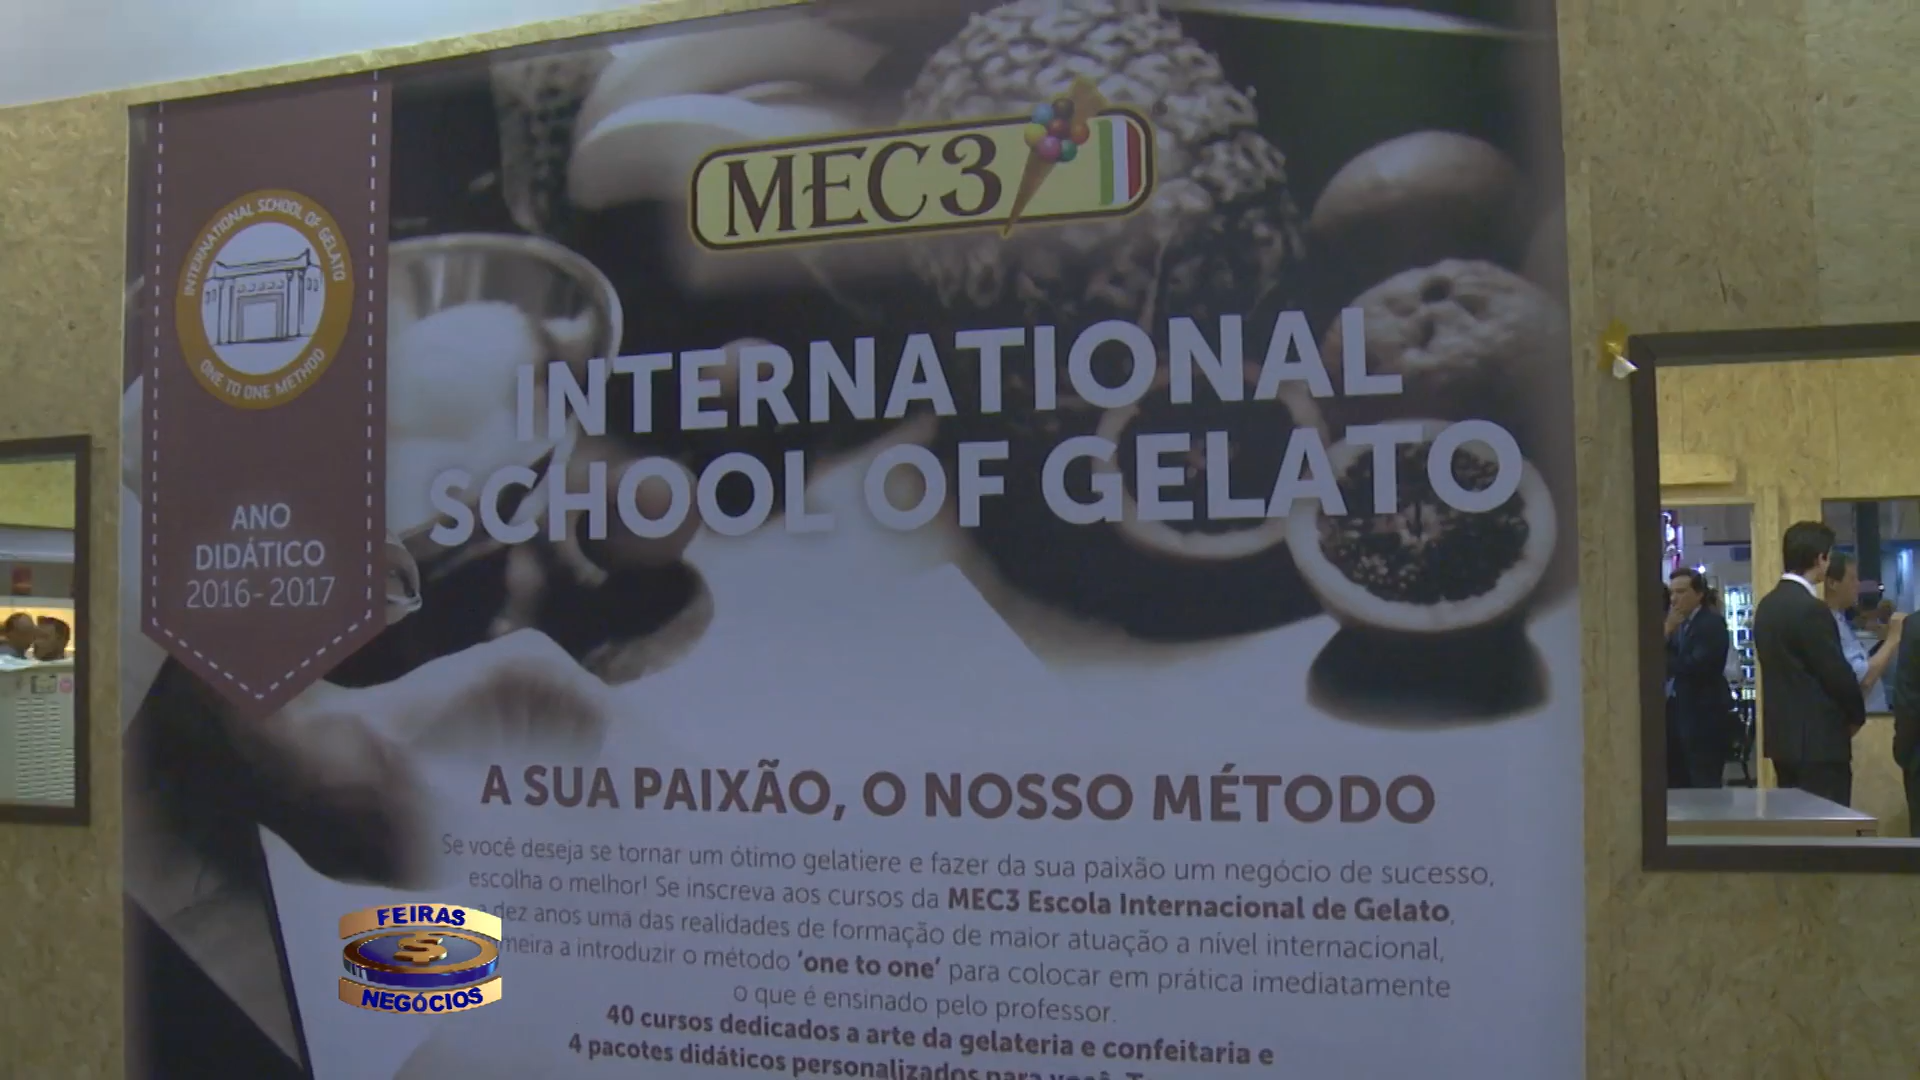 MEC3
INTERNATIONAL SCHOOL OF GELATO
ONE TO ONE METHOD
INTERNATIONAL
SCHOOL OF GELATO
ANO
DIDÁTICO
2016-2017
A SUA PAIXÃO, O NOSSO MÉTODO
Se você deseja se tornar um ótimo gelatiere e fazer da sua paixão um negócio de sucesso,
escolha o melhor! Se inscreva aos cursos da MEC3 Escola Internacional de Gelato,
dez anos uma das realidades de formação de maior atuação a nível internacional,
a introduzir o método 'one to one' para colocar em prática imediatamente
o que é ensinado pelo professor.
40 cursos dedicados a arte da gelateria e confeitaria e
4 pacotes didáticos personalizados para você.
FEIRAS
$
NEGÓCIOS